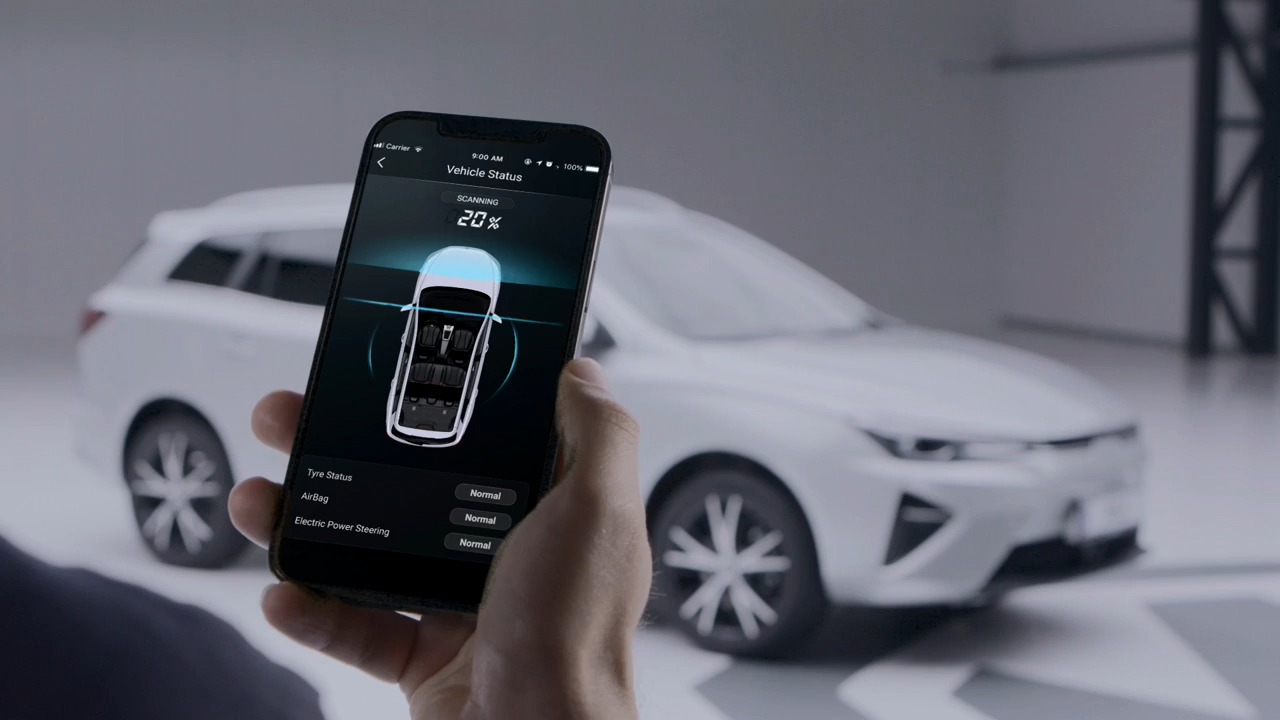 Carrier
9:00 AM
100%
Vehicle Status
SCANNING
20%
Tyre Status
Normal
AirBag
Normal
Electric Power Steering
Normal